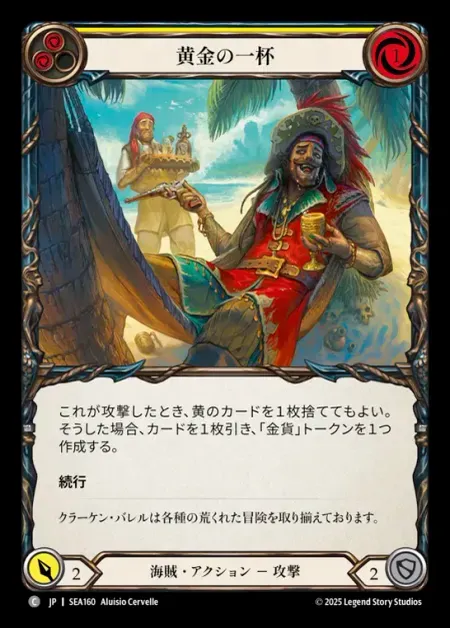 黄金の一杯
1
これが攻撃したとき、黄のカードを1枚捨ててもよい。
そうした場合、カードを1枚引き、「金貨」トークンを1つ
作成する。
続行
クラーケン・バレルは各種の荒くれた冒険を取り揃えております。
2
海賊・アクション － 攻撃
2
C JP | SEA160 Aluisio Cervelle
© 2025 Legend Story Studios